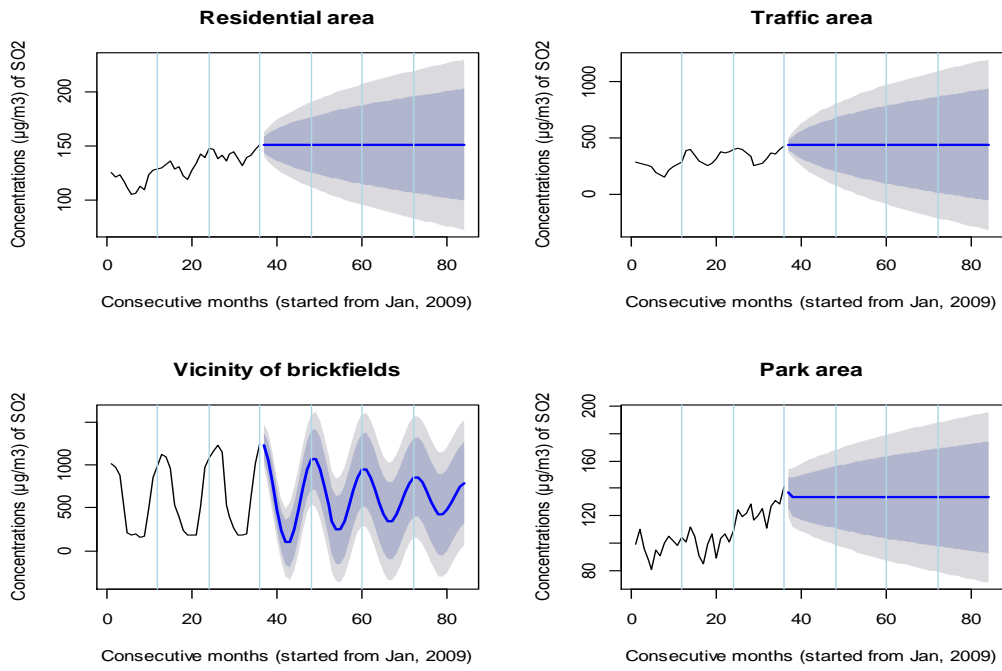 Residential area
Concentrations (µg/m3) of SO2
200
150
100
0 20 40 60 80
Consecutive months (started from Jan, 2009)
Traffic area
Concentrations (µg/m3) of SO2
1000
500
0
0 20 40 60 80
Consecutive months (started from Jan, 2009)
Vicinity of brickfields
Concentrations (µg/m3) of SO2
1000
500
0
0 20 40 60 80
Consecutive months (started from Jan, 2009)
Park area
Concentrations (µg/m3) of SO2
200
160
120
80
0 20 40 60 80
Consecutive months (started from Jan, 2009)